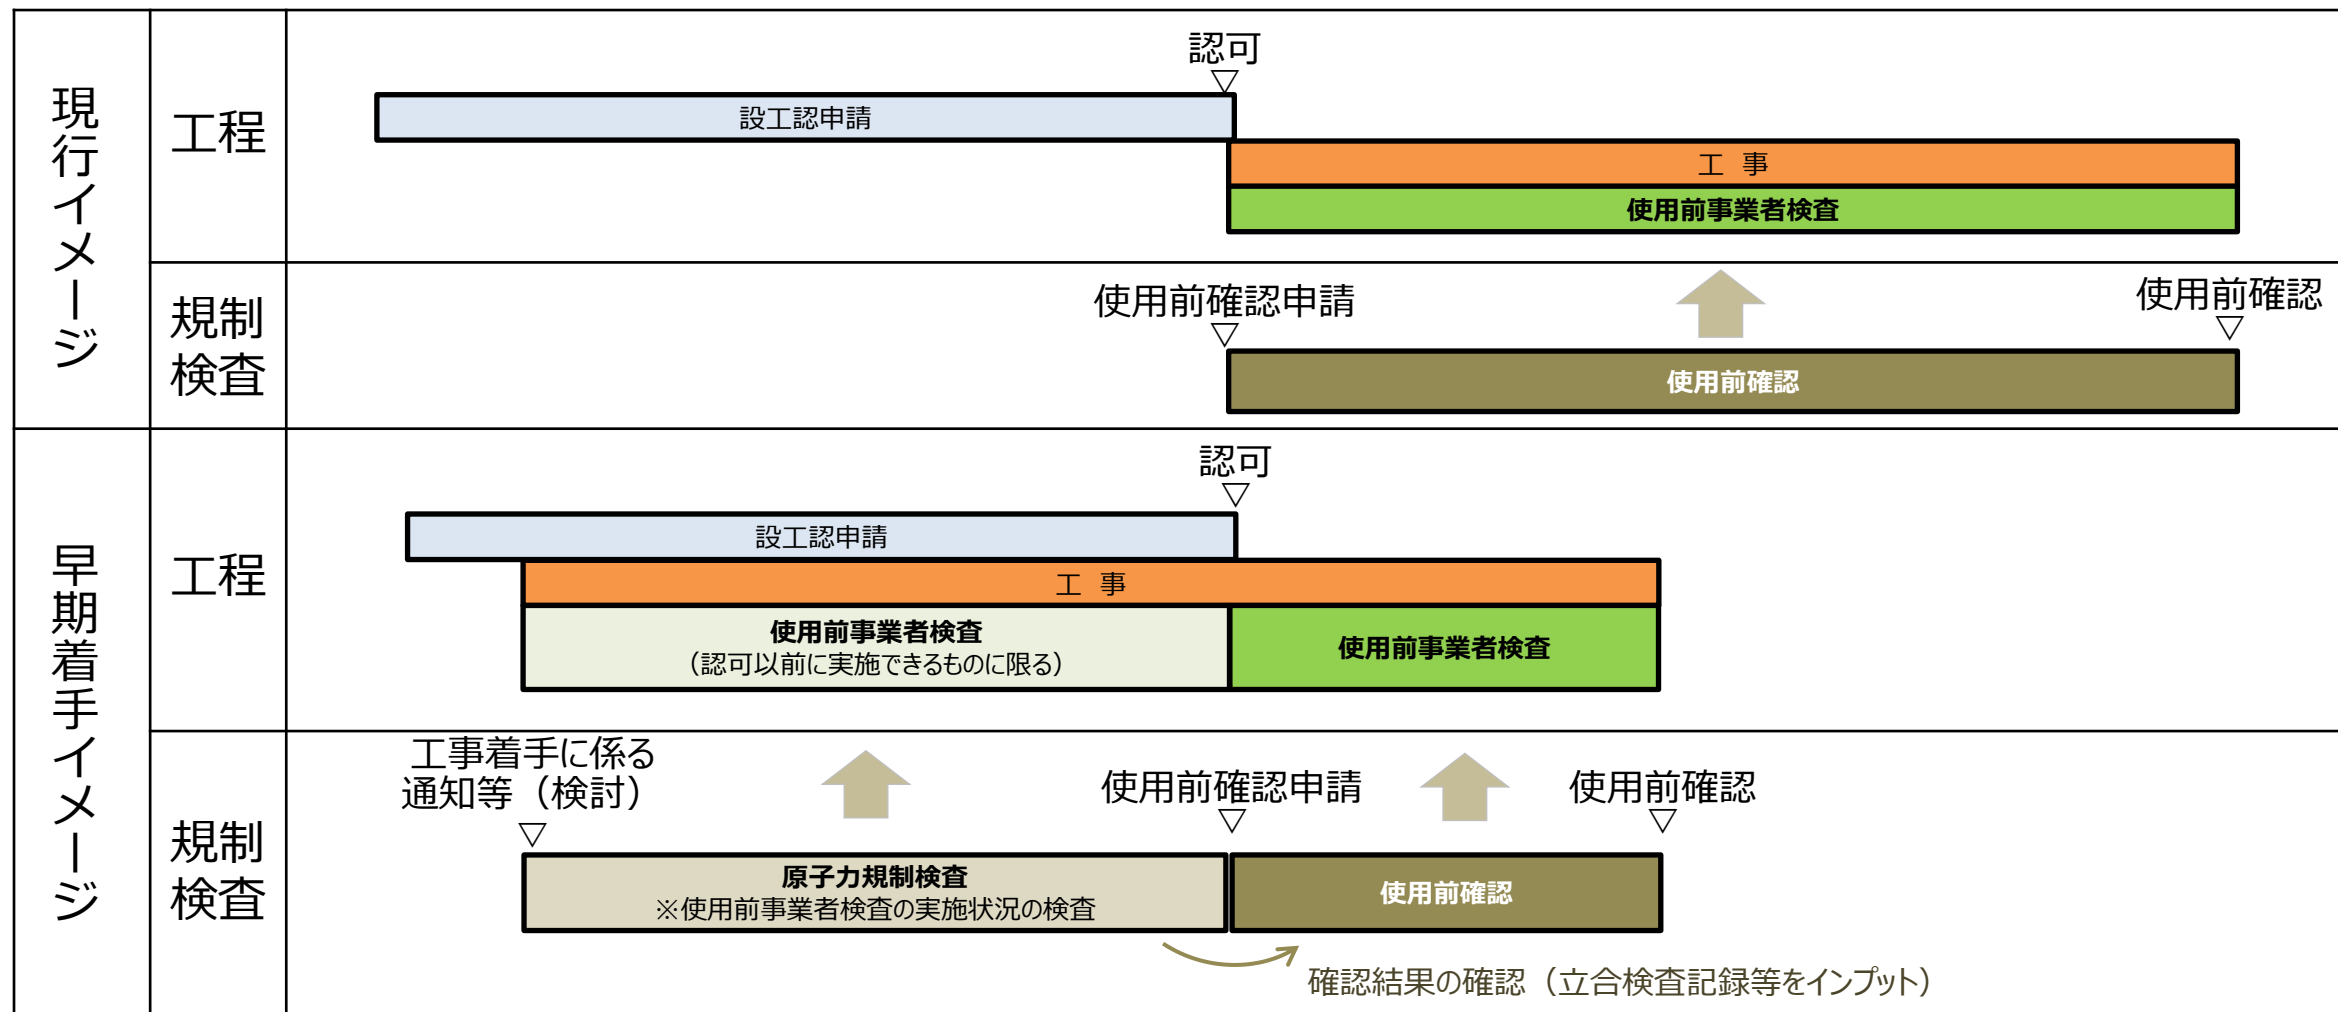 現行イメージ
工程
認可
設工認申請
工 事
使用前事業者検査
規制
検査
使用前確認申請
使用前確認
使用前確認
早期着手イメージ
工程
認可
設工認申請
工 事
使用前事業者検査
（認可以前に実施できるものに限る）
使用前事業者検査
規制
検査
工事着手に係る
通知等（検討）
使用前確認申請
使用前確認
原子力規制検査
※使用前事業者検査の実施状況の検査
使用前確認
確認結果の確認（立合検査記録等をインプット）